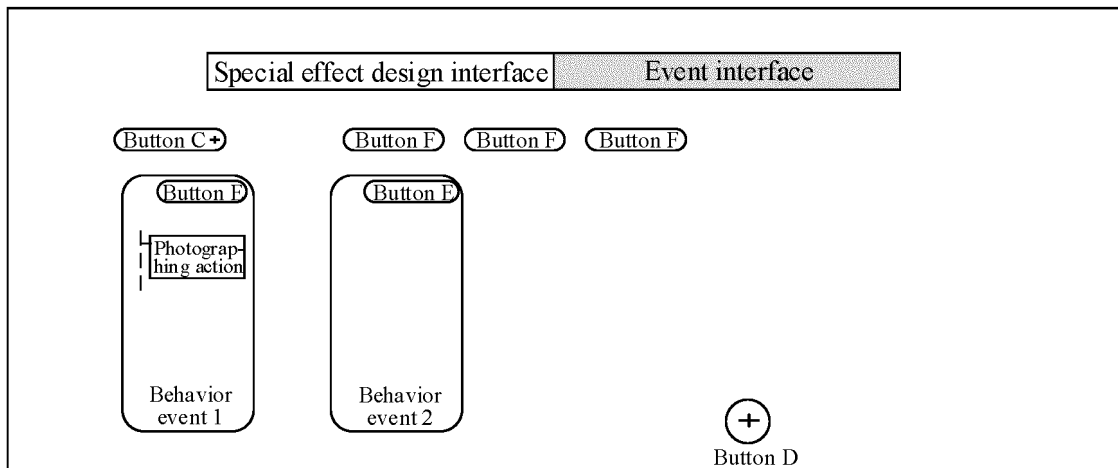 Special effect design interface Event interface
Button C+ Button F Button F Button F
Button E Button E
Photograp-
hing action
Behavior
event 1
Behavior
event 2
Button D